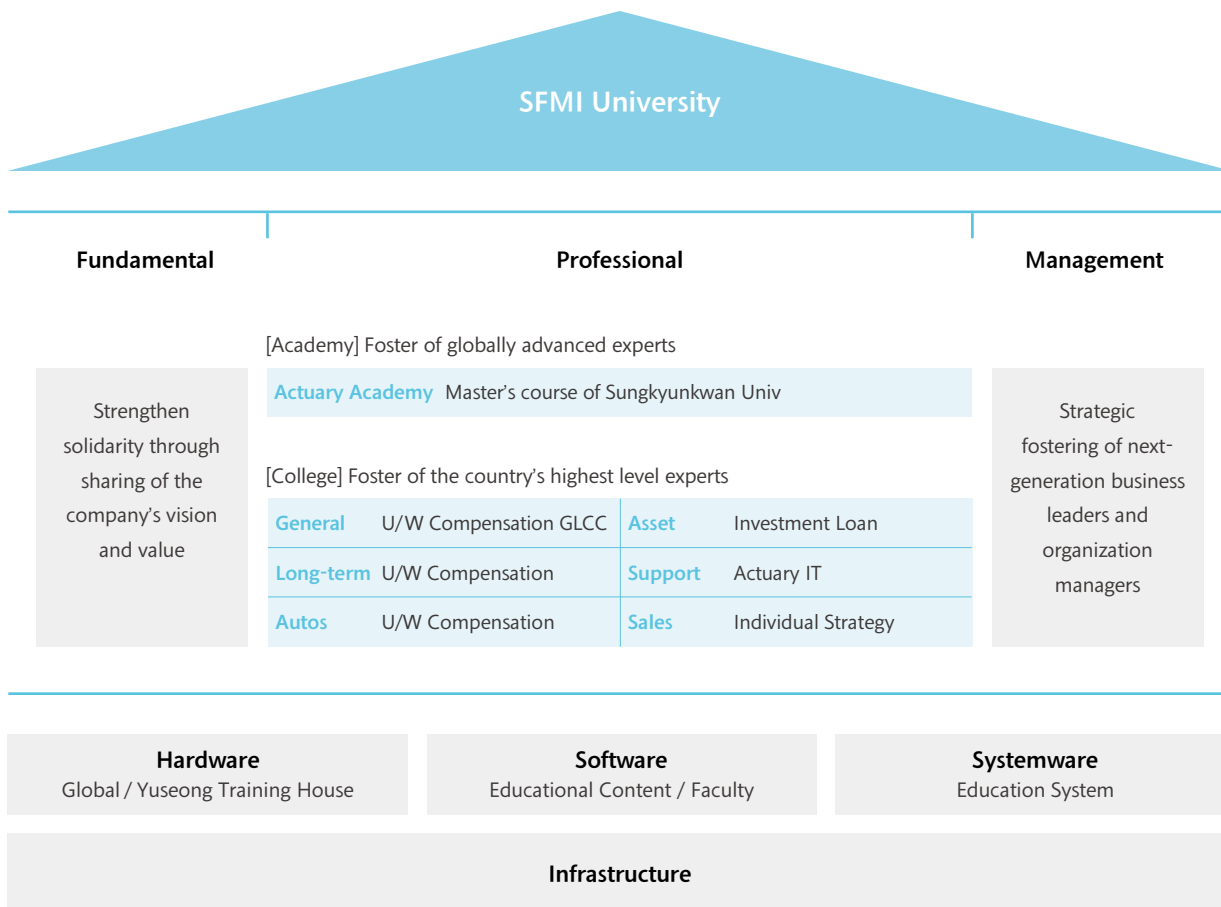 SFMI University
Fundamental
Professional
Management
Strengthen
solidarity through
sharing of the
company's vision
and value
[Academy] Foster of globally advanced experts
Actuary Academy Master's course of Sungkyunkwan Univ
[College] Foster of the country's highest level experts
General U/W Compensation GLCC Asset Investment Loan
Long-term U/W Compensation Support Actuary IT
Autos U/W Compensation Sales Individual Strategy
Strategic
fostering of next-
generation business
leaders and
organization
managers
Hardware
Global / Yuseong Training House
Software
Educational Content / Faculty
Systemware
Education System
Infrastructure